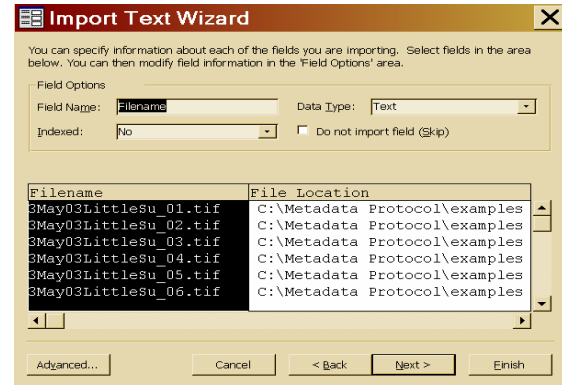 Import Text Wizard
You can specify information about each of the fields you are importing. Select fields in the area
below. You can then modify field information in the 'Field Options' area.
Field Options
Field Name: Filename Data Type: Text
Indexed: No Do not import field (Skip)
Filename File Location
3May03LittleSu_01.tif C:\Metadata Protocol\examples
3May03LittleSu_02.tif C:\Metadata Protocol\examples
3May03LittleSu_03.tif C:\Metadata Protocol\examples
3May03LittleSu_04.tif C:\Metadata Protocol\examples
3May03LittleSu_05.tif C:\Metadata Protocol\examples
3May03LittleSu_06.tif C:\Metadata Protocol\examples
Advanced... Cancel < Back Next > Finish